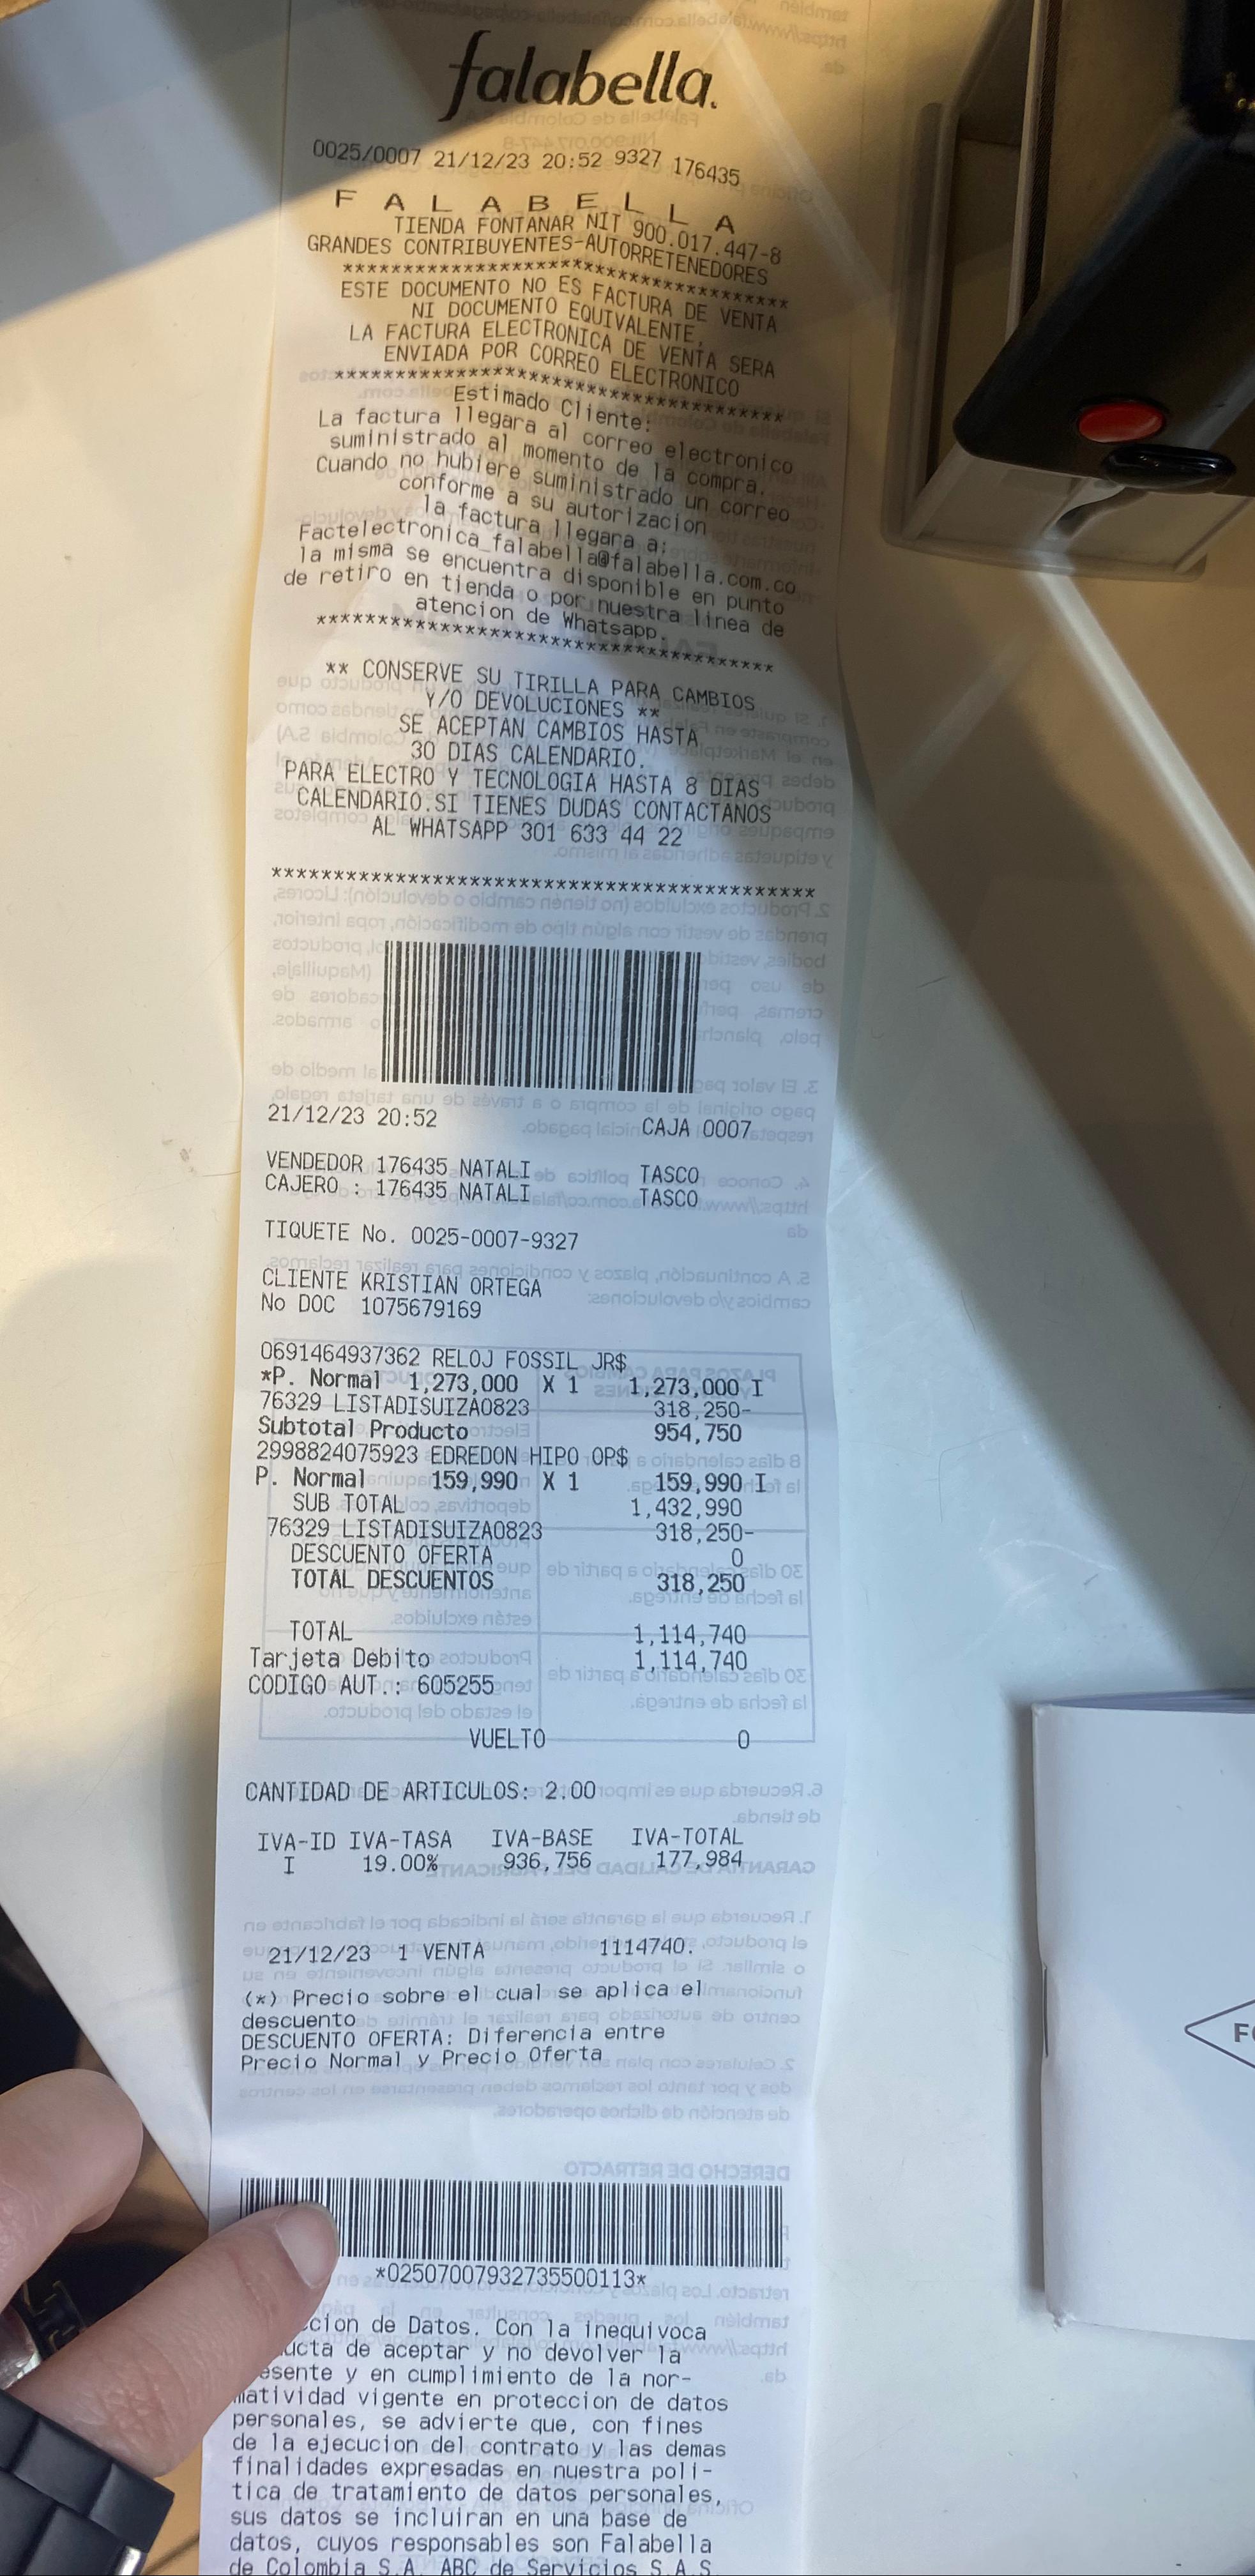 falabella.
0025/0007 21/12/23 20:52 9327 176435
F A L A B E L L A
TIENDA FONTANAR NIT 900.017.447-8
GRANDES CONTRIBUYENTES-AUTORRETENEDORES
************************************
ESTE DOCUMENTO NO ES FACTURA DE VENTA
NI DOCUMENTO EQUIVALENTE,
LA FACTURA ELECTRONICA DE VENTA SERA
ENVIADA POR CORREO ELECTRONICO
************************************
Estimado Cliente:
La factura llegara al correo electronico
suministrado al momento de la compra.
Cuando no hubiere suministrado un correo
conforme a su autorizacion
la factura llegara a:
Factelectronica_falabella@falabella.com.co
la misma se encuentra disponible en punto
de retiro en tienda o por nuestra linea de
atencion de Whatsapp.
************************************
** CONSERVE SU TIRILLA PARA CAMBIOS
Y/O DEVOLUCIONES **
SE ACEPTAN CAMBIOS HASTA
30 DIAS CALENDARIO.
PARA ELECTRO Y TECNOLOGIA HASTA 8 DIAS
CALENDARIO.SI TIENES DUDAS CONTACTANOS
AL WHATSAPP 301 633 44 22
********************************************
21/12/23 20:52 CAJA 0007
VENDEDOR 176435 NATALI TASCO
CAJERO : 176435 NATALI TASCO
TIQUETE No. 0025-0007-9327
CLIENTE KRISTIAN ORTEGA
No DOC 1075679169
0691464937362 RELOJ FOSSIL JR$
*P. Normal 1,273,000 X 1 1,273,000 I
76329 LISTADISUIZA0823 318,250-
Subtotal Producto 954,750
2998824075923 EDREDON HIPO OP$
P. Normal 159,990 X 1 159,990 I
SUB TOTAL 1,432,990
76329 LISTADISUIZA0823 318,250-
DESCUENTO OFERTA 0
TOTAL DESCUENTOS 318,250
TOTAL 1,114,740
Tarjeta Debito 1,114,740
CODIGO AUT.: 605255
VUELTO 0
CANTIDAD DE ARTICULOS: 2.00
IVA-ID IVA-TASA IVA-BASE IVA-TOTAL
I 19.00% 936,756 177,984
21/12/23 1 VENTA 1114740.
(*) Precio sobre el cual se aplica el
descuento
DESCUENTO OFERTA: Diferencia entre
Precio Normal y Precio Oferta
*02507007932735500113*
cion de Datos. Con la inequivoca
ucta de aceptar y no devolver la
esente y en cumplimiento de la nor-
matividad vigente en proteccion de datos
personales, se advierte que, con fines
de la ejecucion del contrato y las demas
finalidades expresadas en nuestra poli-
tica de tratamiento de datos personales,
sus datos se incluiran en una base de
datos, cuyos responsables son Falabella
de Colombia S.A. ABC de Servicios S.A.S
FO